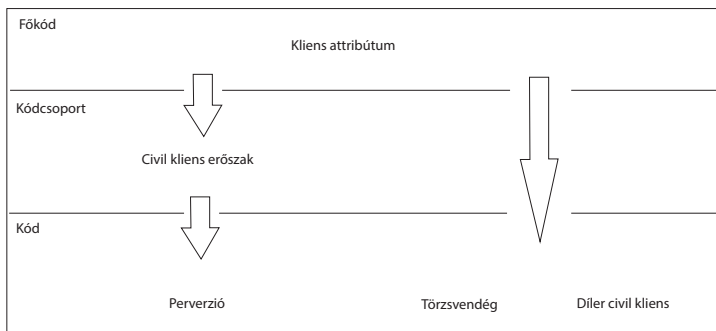 Főkód
Kliens attribútum
Kódcsoport
Civil kliens erőszak
Kód
Perverzió Törzsvendég Díler civil kliens